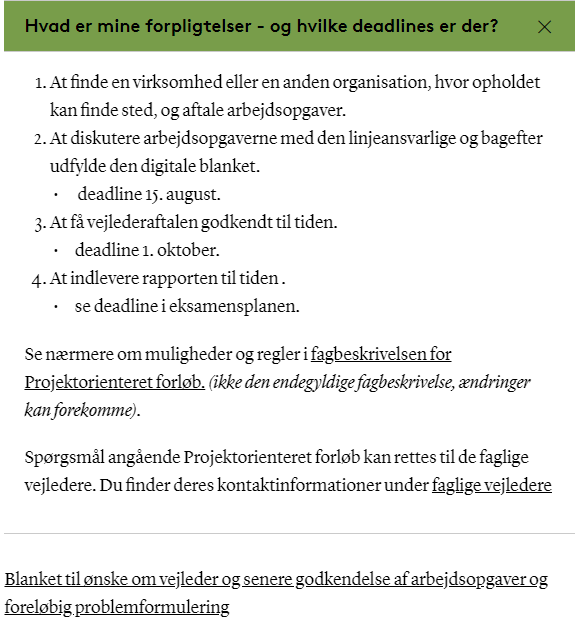 Hvad er mine forpligtelser - og hvilke deadlines er der?
1. At finde en virksomhed eller en anden organisation, hvor opholdet
kan finde sted, og aftale arbejdsopgaver.
2. At diskutere arbejdsopgaverne med den linjeansvarlige og bagefter
udfylde den digitale blanket.
· deadline 15. august.
3. At få vejlederaftalen godkendt til tiden.
· deadline 1. oktober.
4. At indlevere rapporten til tiden .
· se deadline i eksamensplanen.
Se nærmere om muligheder og regler i fagbeskrivelsen for
Projektorienteret forløb. (ikke den endegyldige fagbeskrivelse, ændringer
kan forekomme).
Spørgsmål angående Projektorienteret forløb kan rettes til de faglige
vejledere. Du finder deres kontaktinformationer under faglige vejledere
Blanket til ønske om vejleder og senere godkendelse af arbejdsopgaver og
foreløbig problemformulering